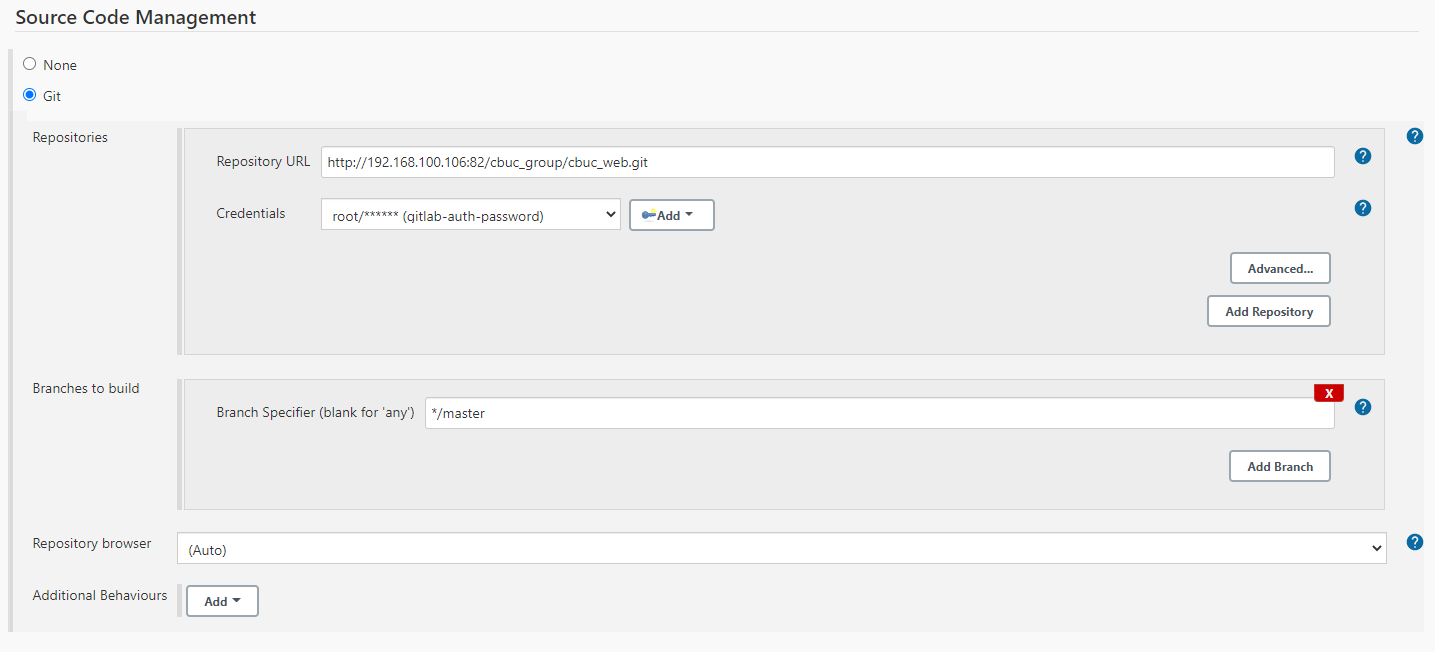 Source Code Management
None
Git
Repositories
?
Repository URL http://192.168.100.106:82/cbuc_group/cbuc_web.git ?
Credentials root/****** (gitlab-auth-password) Add ?
Advanced...
Add Repository
Branches to build
X
Branch Specifier (blank for 'any') */master ?
Add Branch
Repository browser (Auto) ?
Additional Behaviours Add